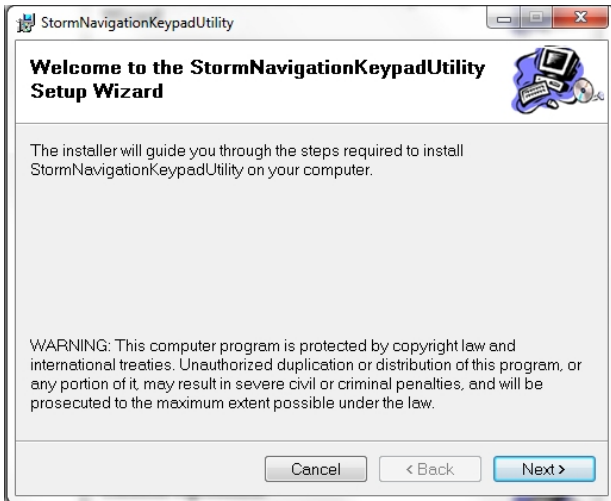 StormNavigationKeypadUtility
Welcome to the StormNavigationKeypadUtility
Setup Wizard
The installer will guide you through the steps required to install
StormNavigationKeypadUtility on your computer.
WARNING: This computer program is protected by copyright law and
international treaties. Unauthorized duplication or distribution of this program, or
any portion of it, may result in severe civil or criminal penalties, and will be
prosecuted to the maximum extent possible under the law.
Cancel < Back Next >